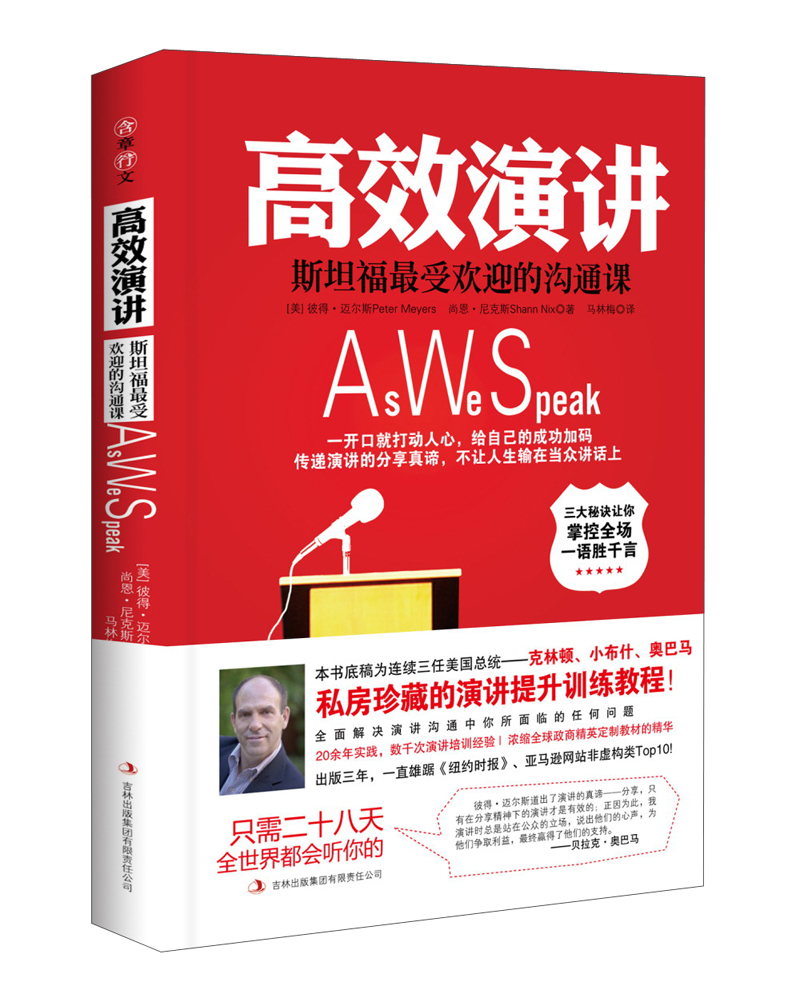 含章行文
高效演讲
斯坦福最受
欢迎的沟通课
AsWeSpeak
[美] 彼得·迈尔
尚恩·尼克斯
马林
吉林出版集团有限责任公司
高效演讲
斯坦福最受欢迎的沟通课
[美] 彼得·迈尔斯Peter Meyers 尚恩·尼克斯Shann Nix◎著 马林梅◎译
AsWeSpeak
一开口就打动人心，给自己的成功加码
传递演讲的分享真谛，不让人生输在当众讲话上
三大秘诀让你
掌控全场
一语胜千言
★★★★★
本书底稿为连续三任美国总统——克林顿、小布什、奥巴马
私房珍藏的演讲提升训练教程！
全面解决演讲沟通中你所面临的任何问题
20余年实践，数千次演讲培训经验｜浓缩全球政商精英定制教材的精华
出版三年，一直雄踞《纽约时报》、亚马逊网站非虚构类Top10!
彼得·迈尔斯道出了演讲的真谛——分享，只
有在分享精神下的演讲才是有效的；正因为此，我
演讲时总是站在公众的立场，说出他们的心声，为
他们争取利益，最终赢得了他们的支持。
——贝拉克·奥巴马
只需二十八天
全世界都会听你的
吉林出版集团有限责任公司